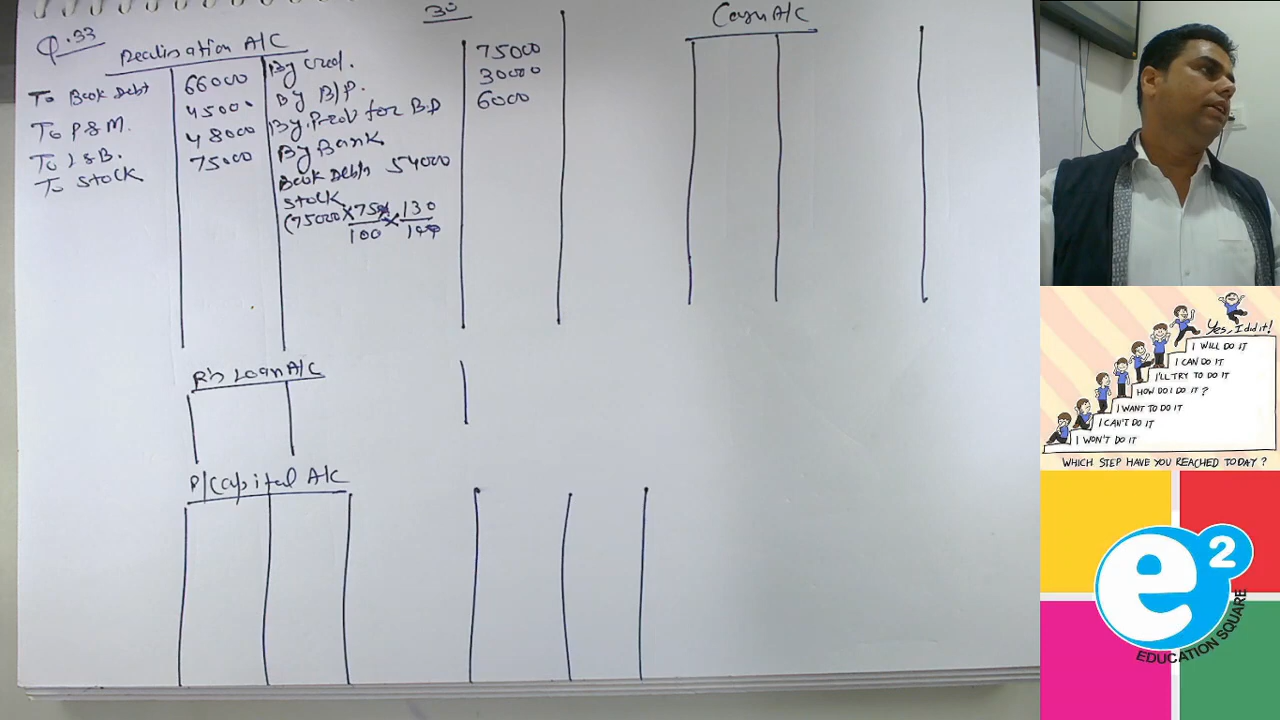 30
Q.33
Realisation A/C
To Book Debt 66000 By Cred. 75000
To P&M. 45000 By B/P. 30000
To L&B. 48000 By Prov for B.D 6000
To Stock 75000 By Bank
Book Debts 54000
Stock
(75000 × 75% / 100 × 130 / 100
Cash A/C
R's Loan A/C
P/Capital A/C
Yes, I did it!
I WILL DO IT
I CAN DO IT
I'LL TRY TO DO IT
HOW DO I DO IT?
I WANT TO DO IT
I CAN'T DO IT
I WON'T DO IT
WHICH STEP HAVE YOU REACHED TODAY?
e2
EDUCATION SQUARE